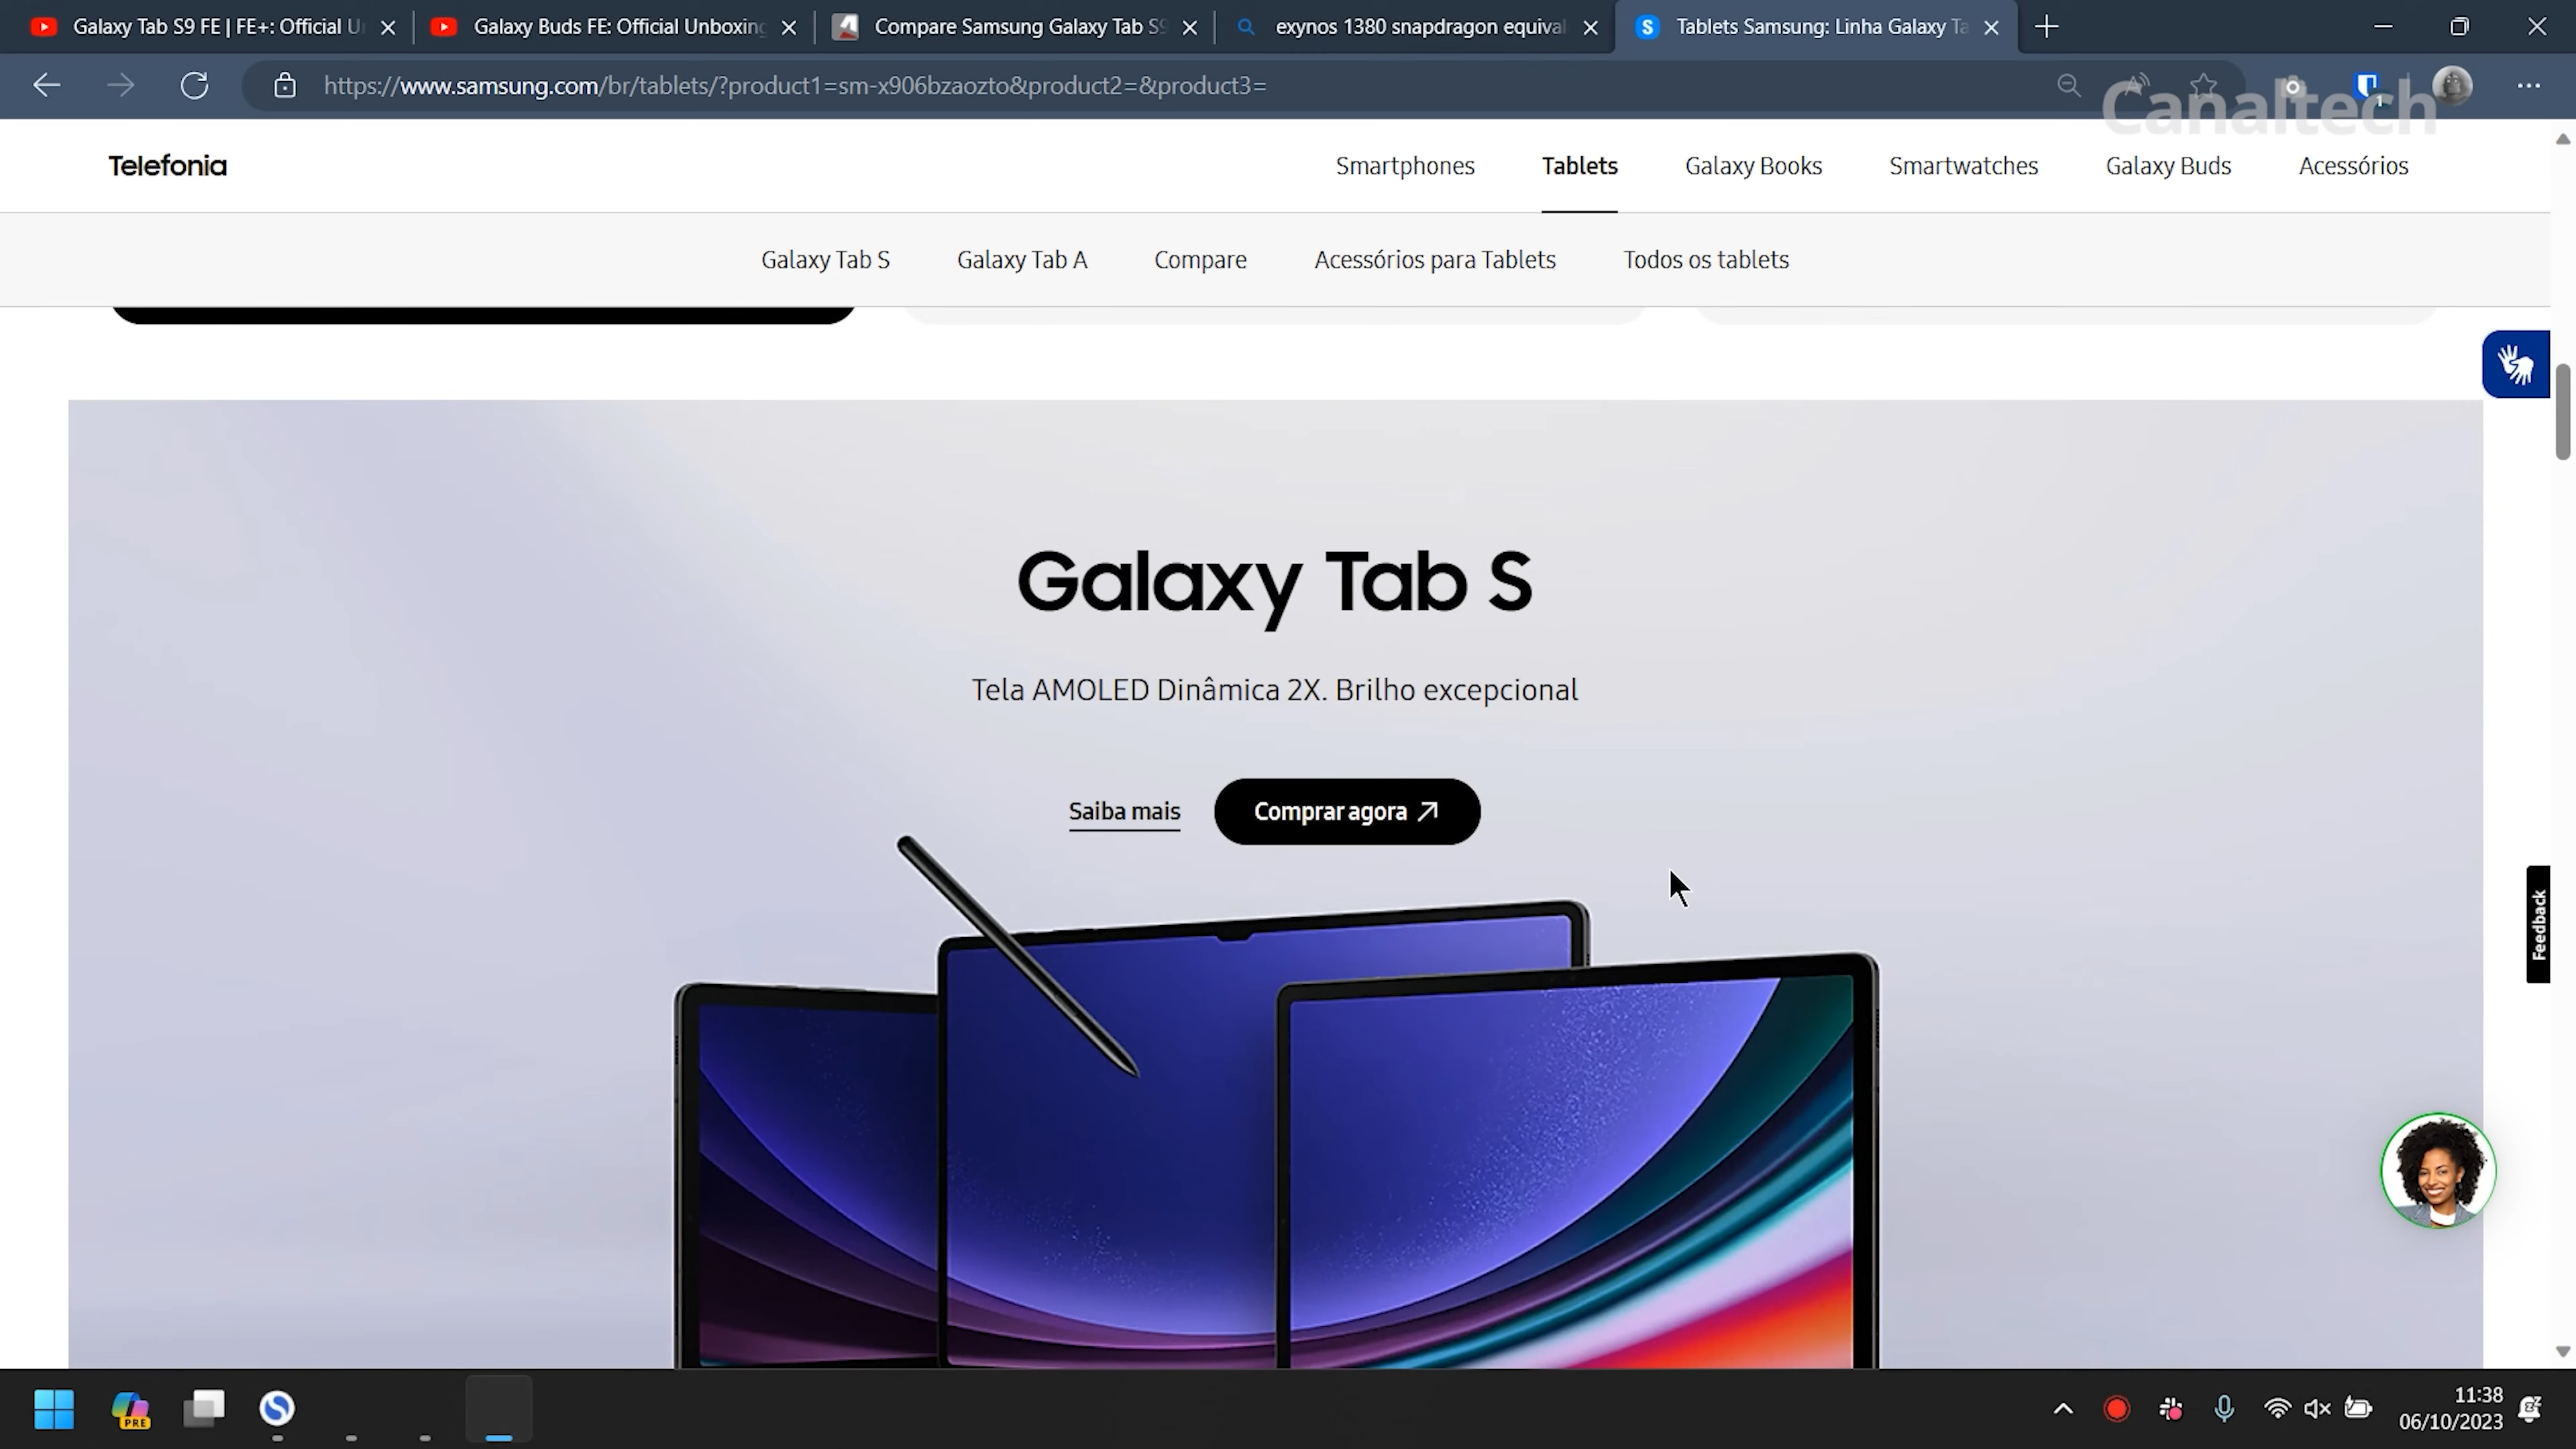 Galaxy Tab S9 FE | FE+: Official U
Galaxy Buds FE: Official Unboxing
Compare Samsung Galaxy Tab S9
exynos 1380 snapdragon equival
Tablets Samsung: Linha Galaxy Ta
https://www.samsung.com/br/tablets/?product1=sm-x906bzaozto&product2=&product3=
Canaltech
1
Telefonia
Smartphones
Tablets
Galaxy Books
Smartwatches
Galaxy Buds
Acessórios
Galaxy Tab S
Galaxy Tab A
Compare
Acessórios para Tablets
Todos os tablets
Galaxy Tab S
Tela AMOLED Dinâmica 2X. Brilho excepcional
Saiba mais
Comprar agora
Feedback
PRE
11:38
06/10/2023